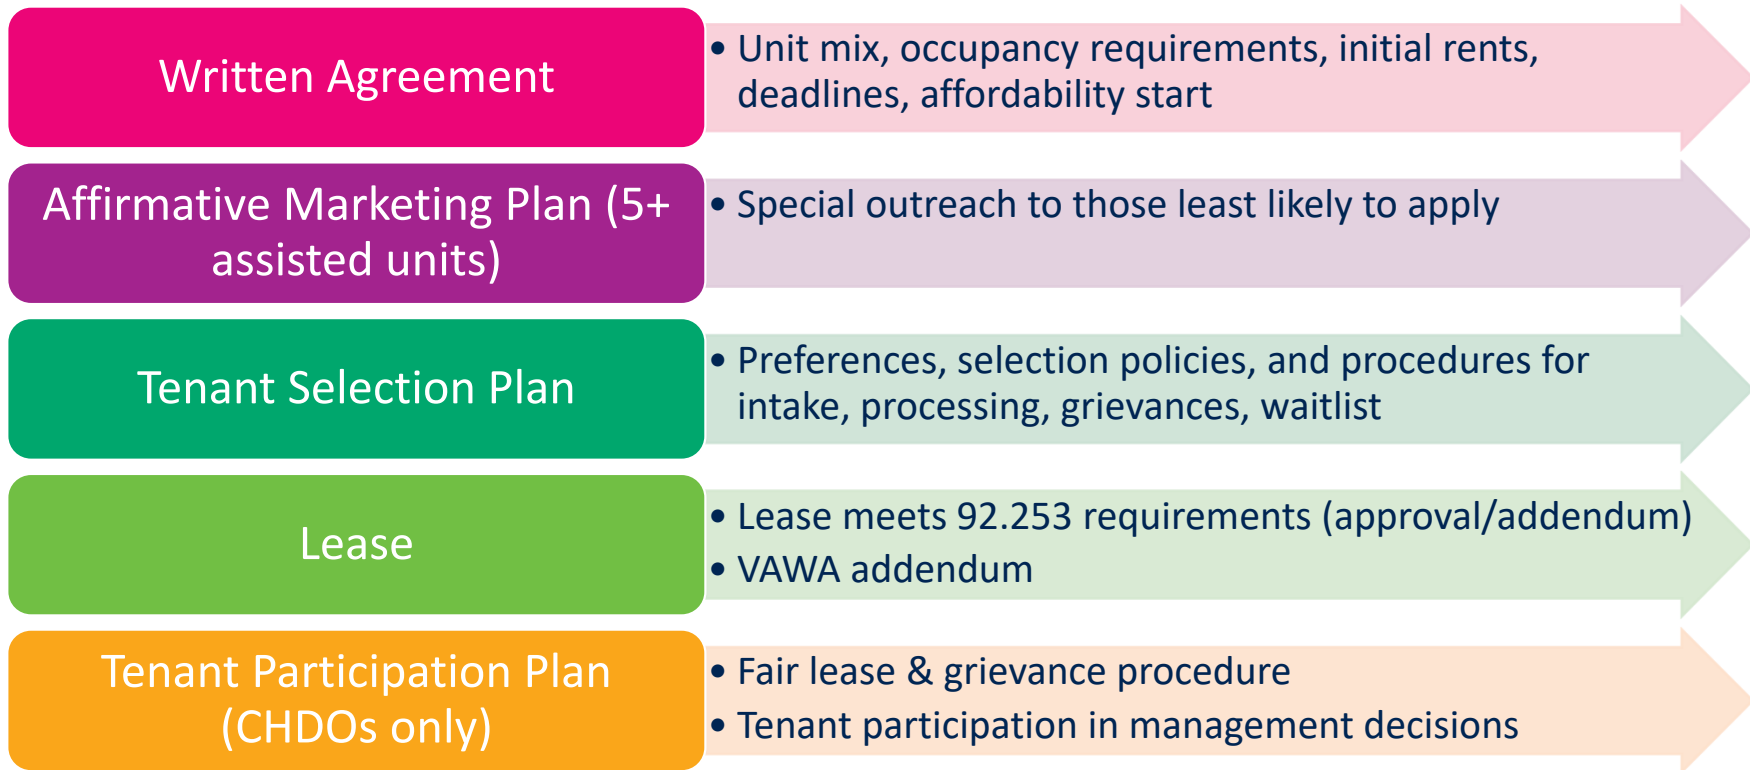 Written Agreement
• Unit mix, occupancy requirements, initial rents,
deadlines, affordability start
Affirmative Marketing Plan (5+
assisted units)
• Special outreach to those least likely to apply
Tenant Selection Plan
• Preferences, selection policies, and procedures for
intake, processing, grievances, waitlist
Lease
• Lease meets 92.253 requirements (approval/addendum)
• VAWA addendum
Tenant Participation Plan
(CHDOs only)
• Fair lease & grievance procedure
• Tenant participation in management decisions